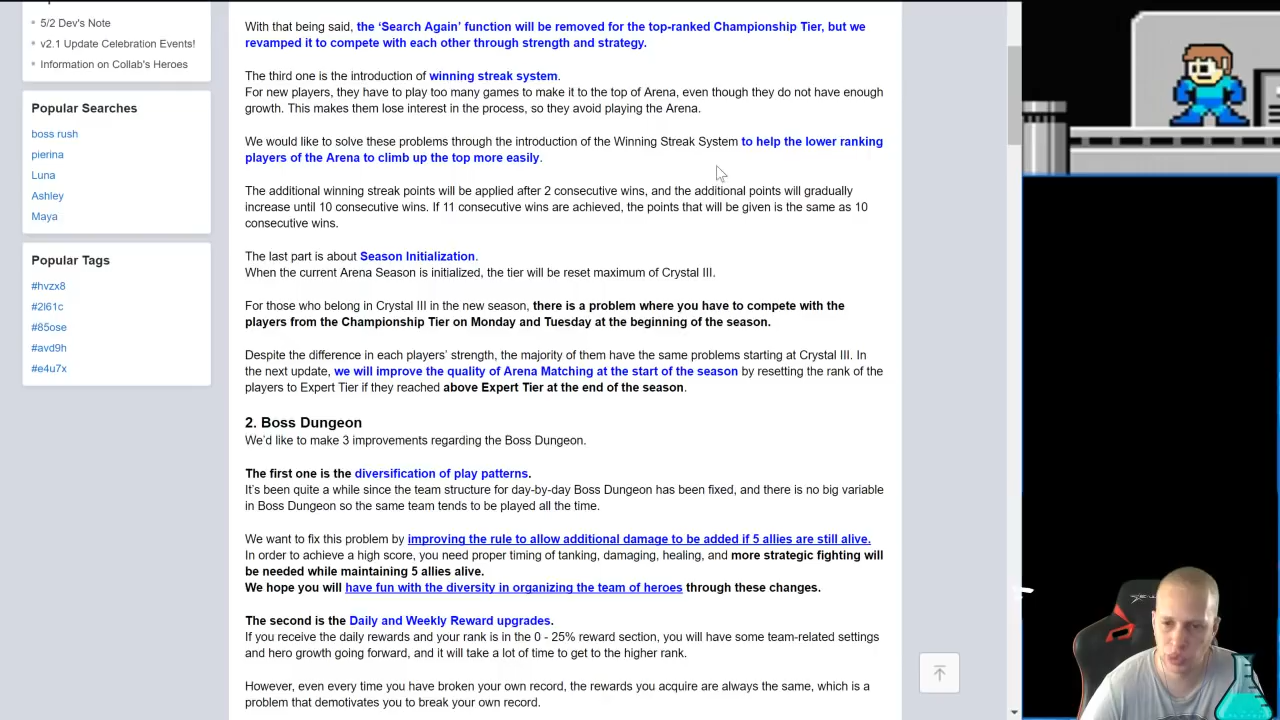 5/2 Dev's Note
v2.1 Update Celebration Events!
Information on Collab's Heroes
Popular Searches
boss rush
pierina
Luna
Ashley
Maya
Popular Tags
#hvzx8
#2l61c
#85ose
#avd9h
#e4u7x
With that being said, the ‘Search Again’ function will be removed for the top-ranked Championship Tier, but we
revamped it to compete with each other through strength and strategy.
The third one is the introduction of winning streak system.
For new players, they have to play too many games to make it to the top of Arena, even though they do not have enough
growth. This makes them lose interest in the process, so they avoid playing the Arena.
We would like to solve these problems through the introduction of the Winning Streak System to help the lower ranking
players of the Arena to climb up the top more easily.
The additional winning streak points will be applied after 2 consecutive wins, and the additional points will gradually
increase until 10 consecutive wins. If 11 consecutive wins are achieved, the points that will be given is the same as 10
consecutive wins.
The last part is about Season Initialization.
When the current Arena Season is initialized, the tier will be reset maximum of Crystal III.
For those who belong in Crystal III in the new season, there is a problem where you have to compete with the
players from the Championship Tier on Monday and Tuesday at the beginning of the season.
Despite the difference in each players’ strength, the majority of them have the same problems starting at Crystal III. In
the next update, we will improve the quality of Arena Matching at the start of the season by resetting the rank of the
players to Expert Tier if they reached above Expert Tier at the end of the season.
2. Boss Dungeon
We’d like to make 3 improvements regarding the Boss Dungeon.
The first one is the diversification of play patterns.
It’s been quite a while since the team structure for day-by-day Boss Dungeon has been fixed, and there is no big variable
in Boss Dungeon so the same team tends to be played all the time.
We want to fix this problem by improving the rule to allow additional damage to be added if 5 allies are still alive.
In order to achieve a high score, you need proper timing of tanking, damaging, healing, and more strategic fighting will
be needed while maintaining 5 allies alive.
We hope you will have fun with the diversity in organizing the team of heroes through these changes.
The second is the Daily and Weekly Reward upgrades.
If you receive the daily rewards and your rank is in the 0 - 25% reward section, you will have some team-related settings
and hero growth going forward, and it will take a lot of time to get to the higher rank.
However, even every time you have broken your own record, the rewards you acquire are always the same, which is a
problem that demotivates you to break your own record.